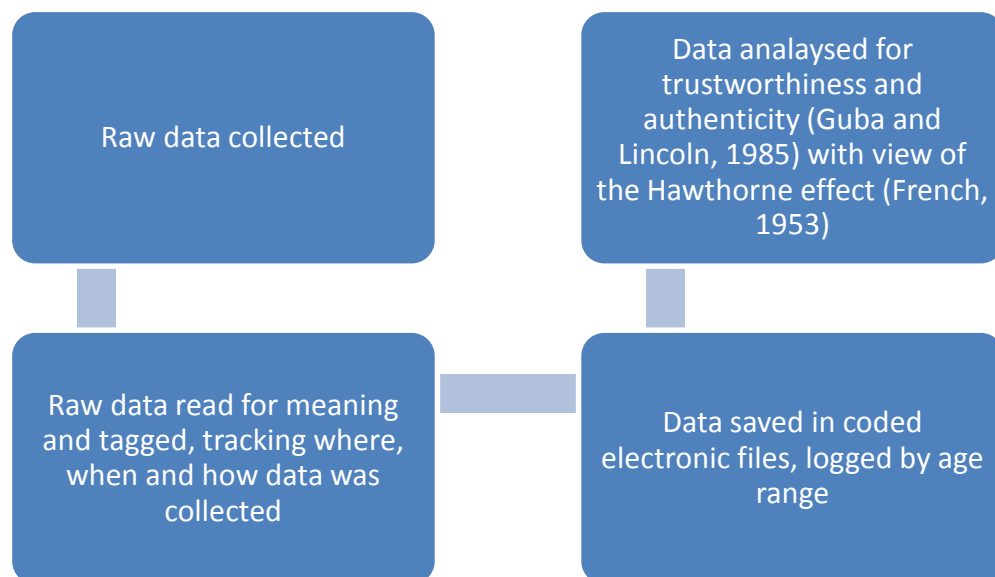 Raw data collected
Raw data read for meaning
and tagged, tracking where,
when and how data was
collected
Data saved in coded
electronic files, logged by age
range
Data analaysed for
trustworthiness and
authenticity (Guba and
Lincoln, 1985) with view of
the Hawthorne effect (French,
1953)